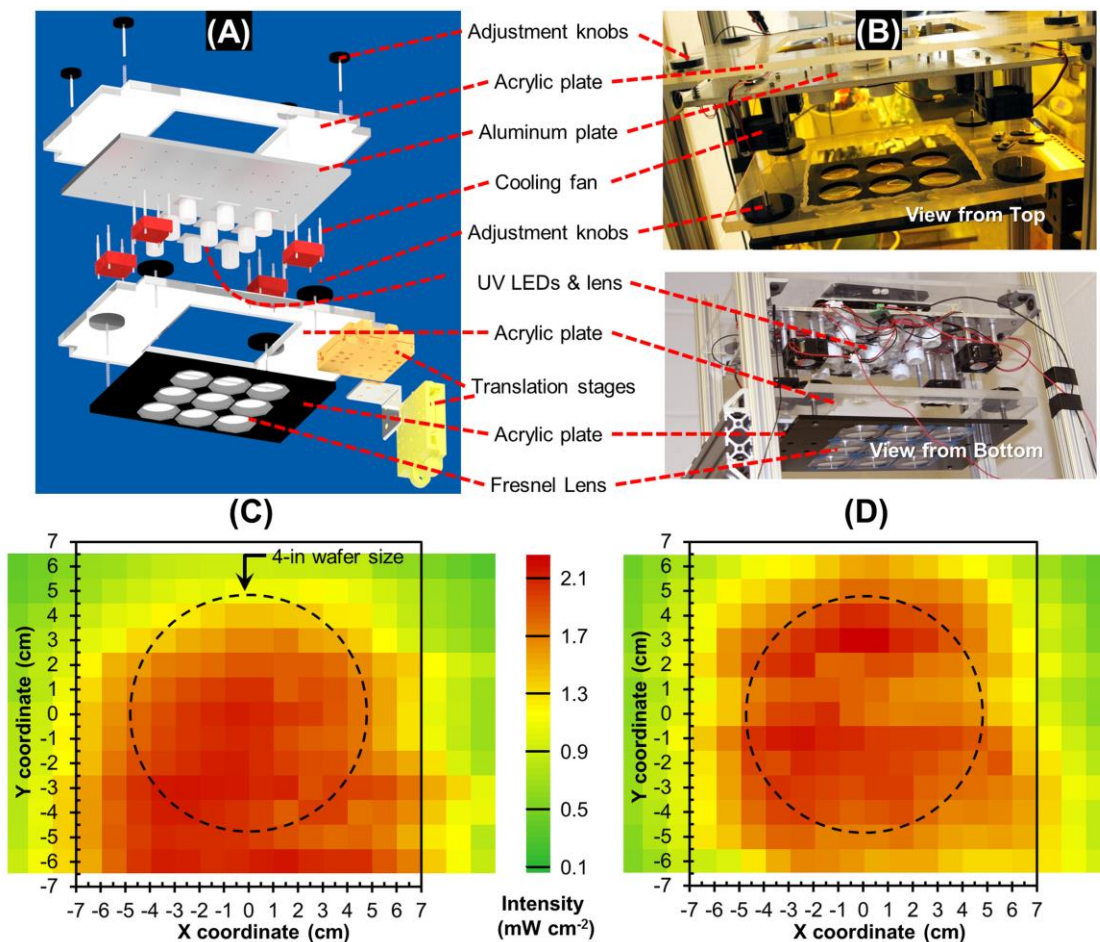 (A)
(B)
Adjustment knobs
Acrylic plate
Aluminum plate
Cooling fan
Adjustment knobs
UV LEDs & lens
Acrylic plate
Translation stages
Acrylic plate
Fresnel Lens
View from Top
View from Bottom
(C)
4-in wafer size
7
6
5
4
3
2
1
0
-1
-2
-3
-4
-5
-6
-7
Y coordinate (cm)
-7 -6 -5 -4 -3 -2 -1 0 1 2 3 4 5 6 7
X coordinate (cm)
2.1
1.7
1.3
0.9
0.5
0.1
Intensity
(mW cm-2)
(D)
7
6
5
4
3
2
1
0
-1
-2
-3
-4
-5
-6
-7
Y coordinate (cm)
-7 -6 -5 -4 -3 -2 -1 0 1 2 3 4 5 6 7
X coordinate (cm)